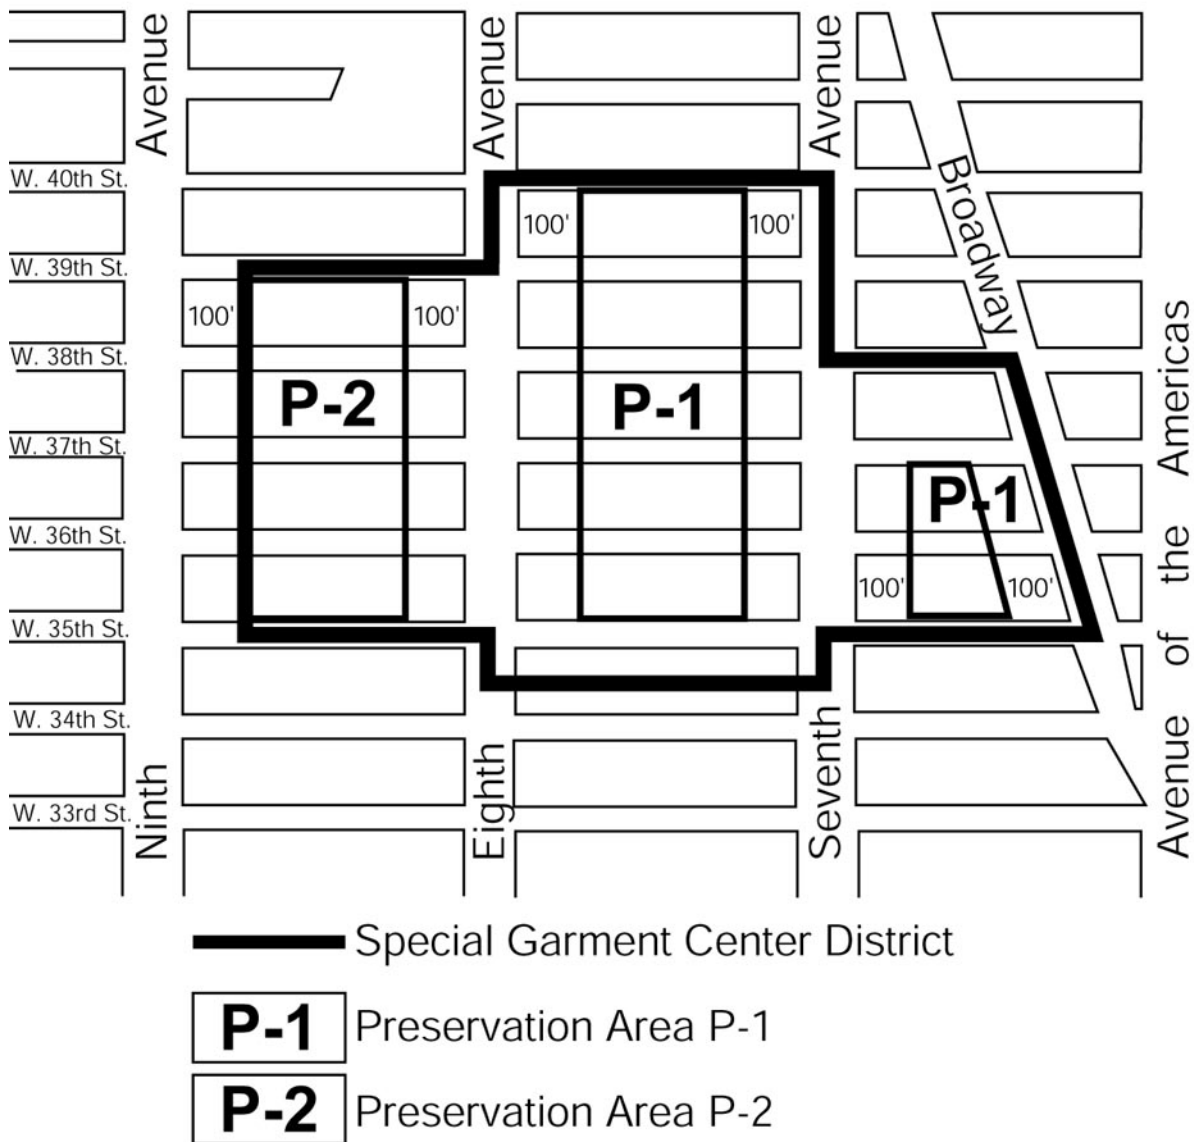 Avenue
Avenue
Avenue
W. 40th St.
Broadway
100'
100'
W. 39th St.
100'
100'
W. 38th St.
P-2
P-1
W. 37th St.
P-1
W. 36th St.
100'
100'
W. 35th St.
W. 34th St.
W. 33rd St.
Ninth
Eighth
Seventh
Avenue of the Americas
Special Garment Center District
P-1 Preservation Area P-1
P-2 Preservation Area P-2